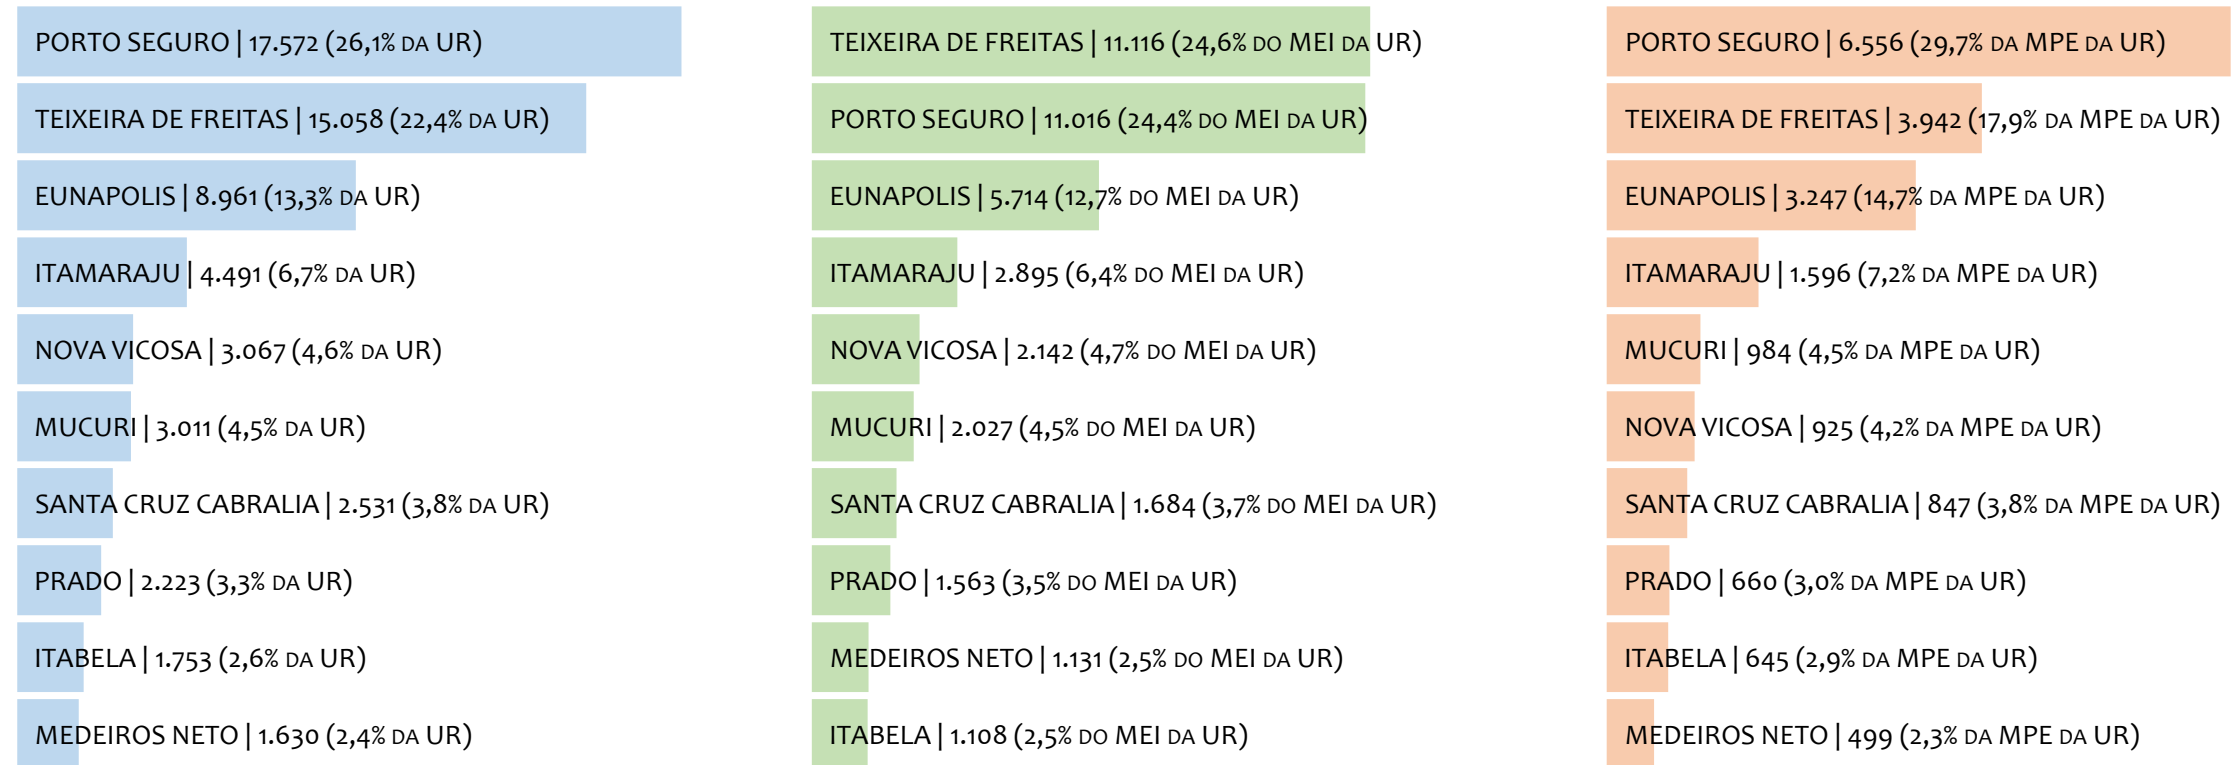 PORTO SEGURO | 17.572 (26,1% DA UR)
TEIXEIRA DE FREITAS | 15.058 (22,4% DA UR)
EUNAPOLIS | 8.961 (13,3% DA UR)
ITAMARAJU | 4.491 (6,7% DA UR)
NOVA VICOSA | 3.067 (4,6% DA UR)
MUCURI | 3.011 (4,5% DA UR)
SANTA CRUZ CABRALIA | 2.531 (3,8% DA UR)
PRADO | 2.223 (3,3% DA UR)
ITABELA | 1.753 (2,6% DA UR)
MEDEIROS NETO | 1.630 (2,4% DA UR)
TEIXEIRA DE FREITAS | 11.116 (24,6% DO MEI DA UR)
PORTO SEGURO | 11.016 (24,4% DO MEI DA UR)
EUNAPOLIS | 5.714 (12,7% DO MEI DA UR)
ITAMARAJU | 2.895 (6,4% DO MEI DA UR)
NOVA VICOSA | 2.142 (4,7% DO MEI DA UR)
MUCURI | 2.027 (4,5% DO MEI DA UR)
SANTA CRUZ CABRALIA | 1.684 (3,7% DO MEI DA UR)
PRADO | 1.563 (3,5% DO MEI DA UR)
MEDEIROS NETO | 1.131 (2,5% DO MEI DA UR)
ITABELA | 1.108 (2,5% DO MEI DA UR)
PORTO SEGURO | 6.556 (29,7% DA MPE DA UR)
TEIXEIRA DE FREITAS | 3.942 (17,9% DA MPE DA UR)
EUNAPOLIS | 3.247 (14,7% DA MPE DA UR)
ITAMARAJU | 1.596 (7,2% DA MPE DA UR)
MUCURI | 984 (4,5% DA MPE DA UR)
NOVA VICOSA | 925 (4,2% DA MPE DA UR)
SANTA CRUZ CABRALIA | 847 (3,8% DA MPE DA UR)
PRADO | 660 (3,0% DA MPE DA UR)
ITABELA | 645 (2,9% DA MPE DA UR)
MEDEIROS NETO | 499 (2,3% DA MPE DA UR)